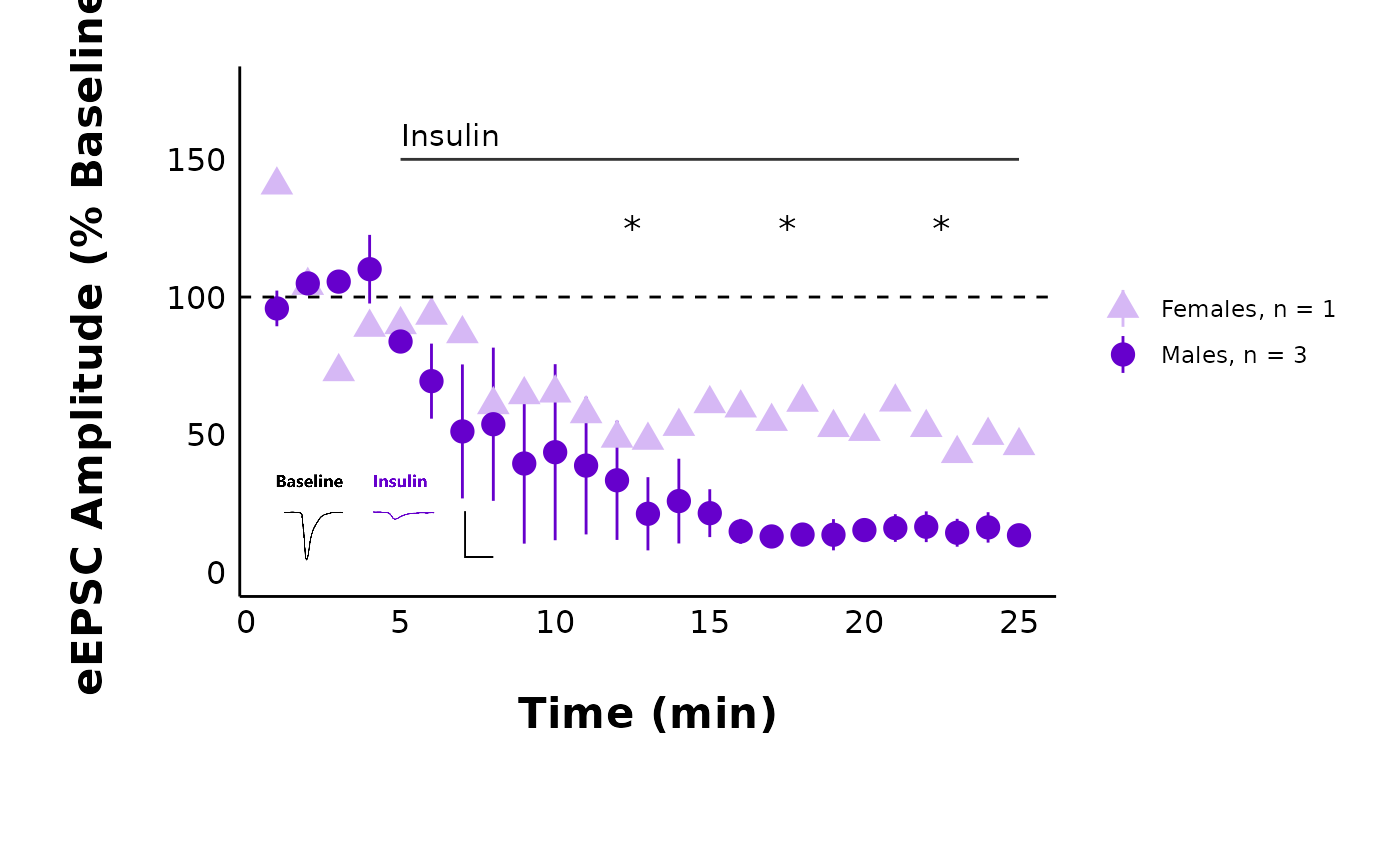 eEPSC Amplitude (% Baseline
Insulin
150
* * *
100
50
0
Baseline Insulin
0 5 10 15 20 25
Time (min)
Females, n = 1
Males, n = 3